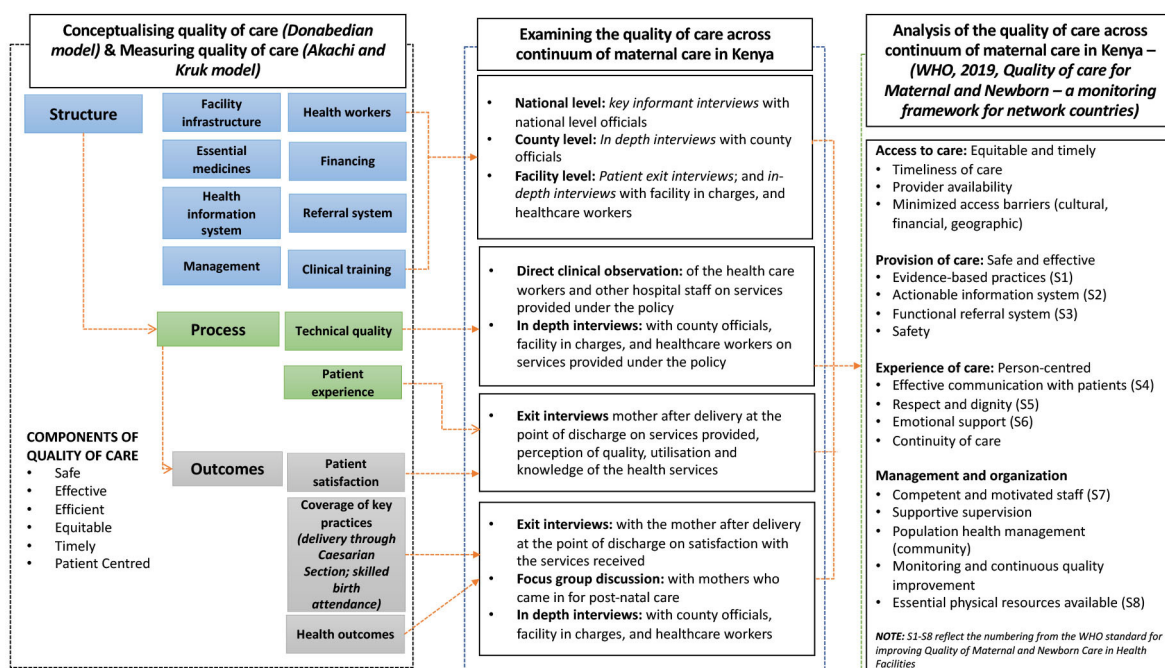 Conceptualising quality of care (Donabedian
model) & Measuring quality of care (Akachi and
Kruk model)
Structure
Facility
infrastructure
Health workers
Essential
medicines
Financing
Health
information
system
Referral system
Management
Clinical training
Process
Technical quality
Patient
experience
COMPONENTS OF
QUALITY OF CARE
• Safe
• Effective
• Efficient
• Equitable
• Timely
• Patient Centred
Outcomes
Patient
satisfaction
Coverage of key
practices
(delivery through
Caesarian
Section; skilled
birth
attendance)
Health outcomes
Examining the quality of care across
continuum of maternal care in Kenya
• National level: key informant interviews with
national level officials
• County level: In depth interviews with county
officials
• Facility level: Patient exit interviews; and in-
depth interviews with facility in charges, and
healthcare workers
• Direct clinical observation: of the health care
workers and other hospital staff on services
provided under the policy
• In depth interviews: with county officials,
facility in charges, and healthcare workers on
services provided under the policy
• Exit interviews mother after delivery at the
point of discharge on services provided,
perception of quality, utilisation and
knowledge of the health services
• Exit interviews: with the mother after delivery
at the point of discharge on satisfaction with
the services received
• Focus group discussion: with mothers who
came in for post-natal care
• In depth interviews: with county officials,
facility in charges, and healthcare workers
Analysis of the quality of care across
continuum of maternal care in Kenya –
(WHO, 2019, Quality of care for
Maternal and Newborn – a monitoring
framework for network countries)
Access to care: Equitable and timely
• Timeliness of care
• Provider availability
• Minimized access barriers (cultural,
financial, geographic)
Provision of care: Safe and effective
• Evidence-based practices (S1)
• Actionable information system (S2)
• Functional referral system (S3)
• Safety
Experience of care: Person-centred
• Effective communication with patients (S4)
• Respect and dignity (S5)
• Emotional support (S6)
• Continuity of care
Management and organization
• Competent and motivated staff (S7)
• Supportive supervision
• Population health management
(community)
• Monitoring and continuous quality
improvement
• Essential physical resources available (S8)
NOTE: S1-S8 reflect the numbering from the WHO standard for
improving Quality of Maternal and Newborn Care in Health
Facilities